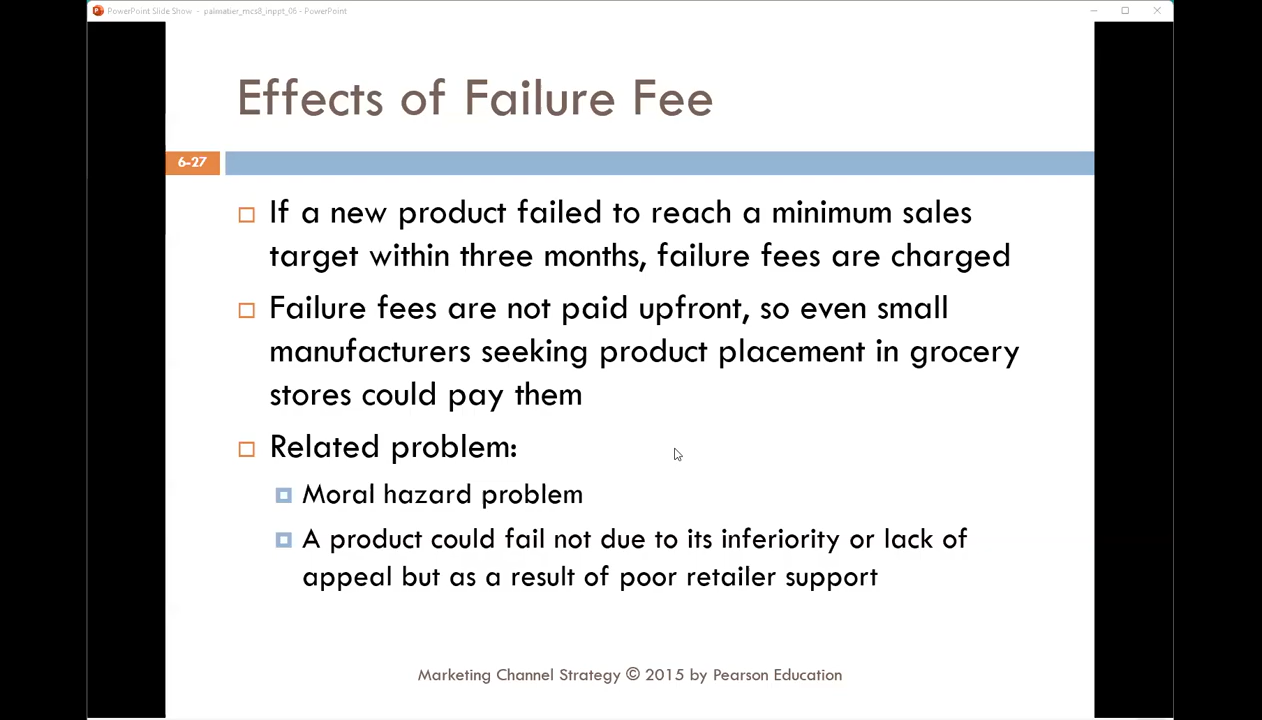 PowerPoint Slide Show - palmatier_mcs8_inppt_06 - PowerPoint
Effects of Failure Fee
6-27
If a new product failed to reach a minimum sales
target within three months, failure fees are charged
Failure fees are not paid upfront, so even small
manufacturers seeking product placement in grocery
stores could pay them
Related problem:
Moral hazard problem
A product could fail not due to its inferiority or lack of
appeal but as a result of poor retailer support
Marketing Channel Strategy © 2015 by Pearson Education